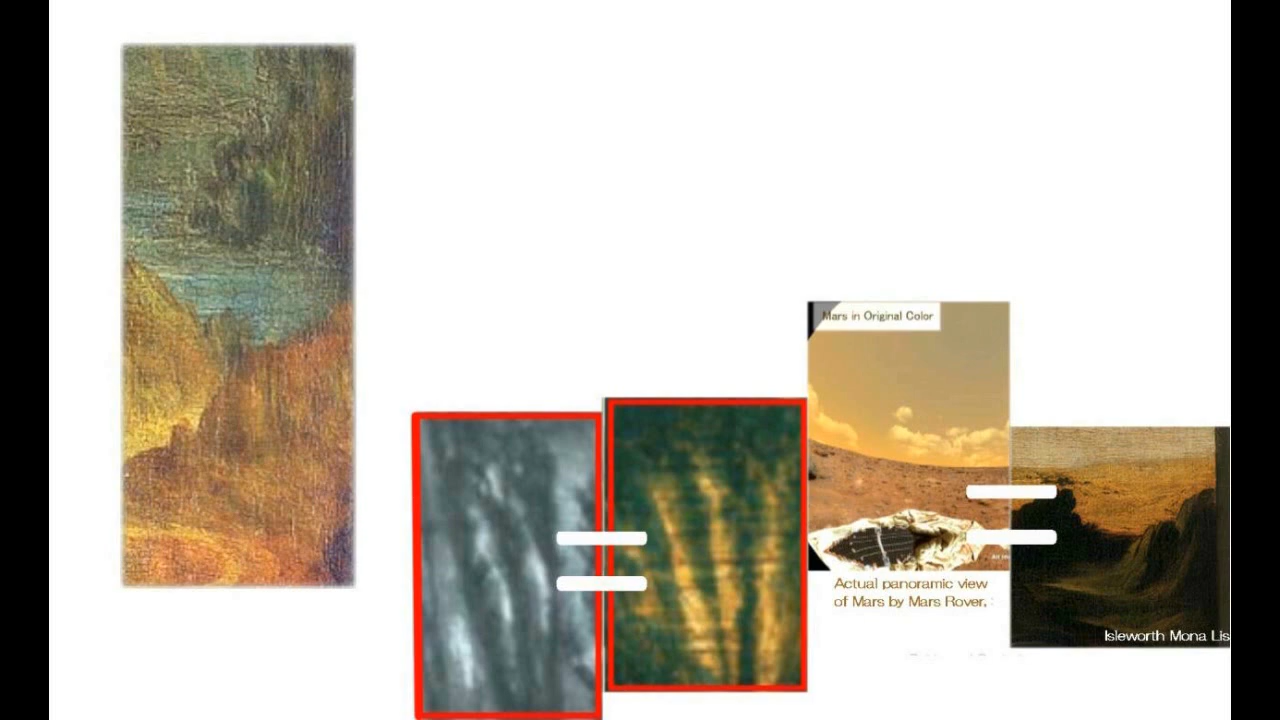 Mars in Original Color
Actual panoramic view
of Mars by Mars Rover,
Isleworth Mona Lis